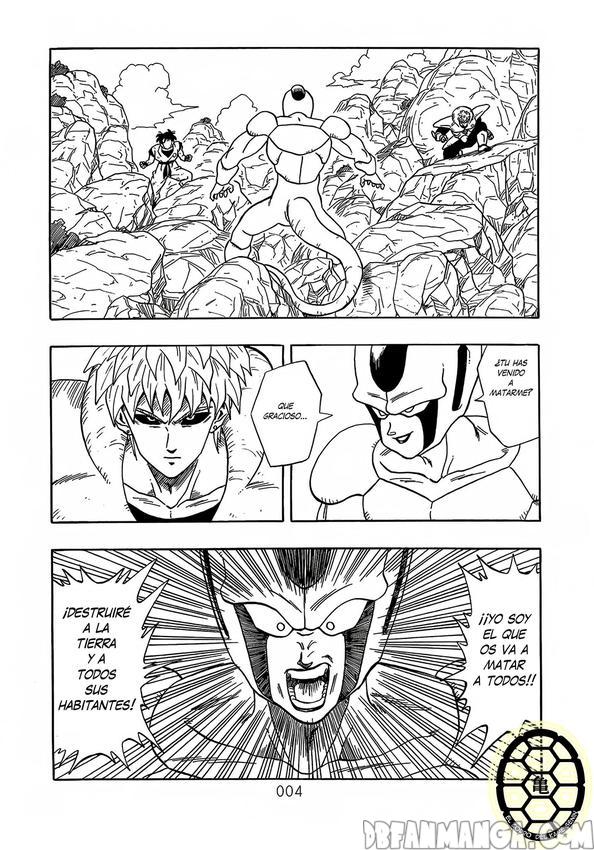 ¿TU HAS
VENIDO
A
MATARME?
QUE
GRACIOSO...
¡DESTRUIRÉ
A LA
TIERRA
Y A
TODOS
SUS
HABITANTES!
¡¡YO SOY
EL QUE
OS VA A
MATAR
A TODOS!!
004
亀
DBFANMANGA.COM